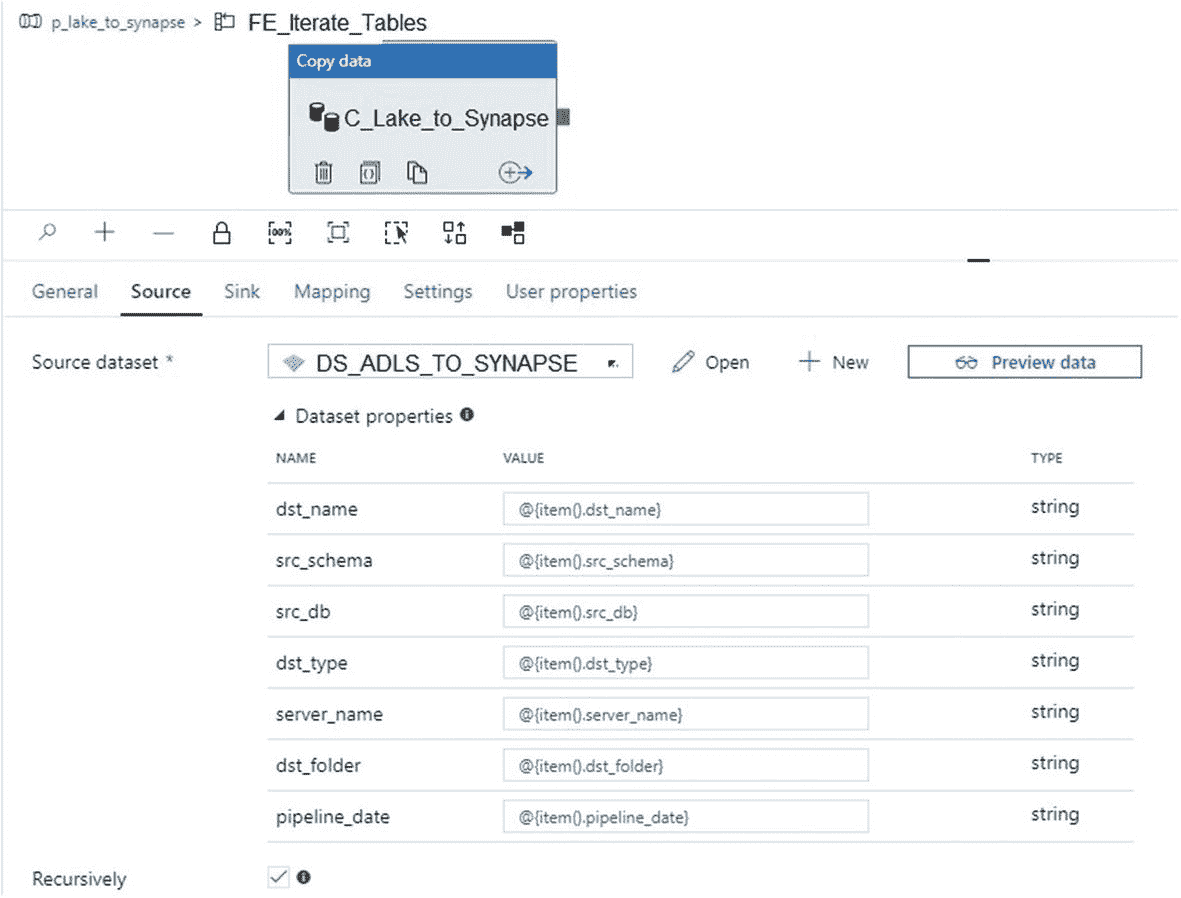 p_lake_to_synapse > FE_Iterate_Tables
Copy data
C_Lake_to_Synapse
100%
General Source Sink Mapping Settings User properties
Source dataset * DS_ADLS_TO_SYNAPSE Open New Preview data
Dataset properties
NAME VALUE TYPE
dst_name @{item().dst_name} string
src_schema @{item().src_schema} string
src_db @{item().src_db} string
dst_type @{item().dst_type} string
server_name @{item().server_name} string
dst_folder @{item().dst_folder} string
pipeline_date @{item().pipeline_date} string
Recursively